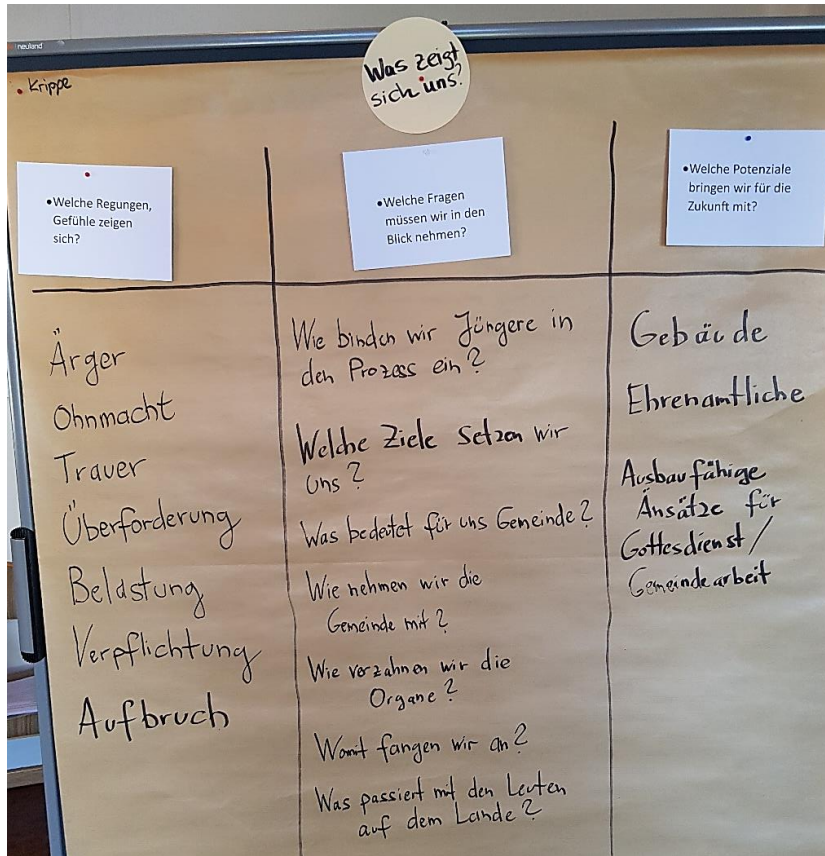 neuland
Was zeigt
sich uns?
• Krippe
•Welche Regungen,
Gefühle zeigen
sich?
Ärger
Ohnmacht
Trauer
Überforderung
Belastung
Verpflichtung
Aufbruch
•Welche Fragen
müssen wir in den
Blick nehmen?
Wie binden wir Jüngere in
den Prozess ein?
Welche Ziele setzen wir
uns?
Was bedeutet für uns Gemeinde?
Wie nehmen wir die
Gemeinde mit?
Wie verzahnen wir die
Organe?
Womit fangen wir an?
Was passiert mit den Leuten
auf dem Lande?
•Welche Potenziale
bringen wir für die
Zukunft mit?
Gebäude
Ehrenamtliche
Ausbaufähige
Ansätze für
Gottesdienst/
Gemeindearbeit